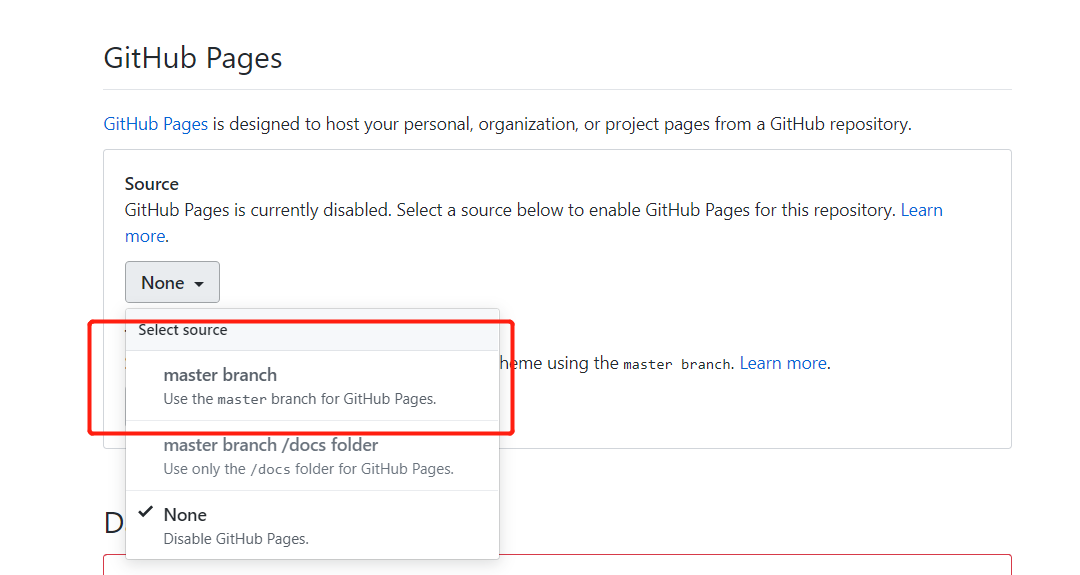 GitHub Pages
GitHub Pages is designed to host your personal, organization, or project pages from a GitHub repository.
Source
GitHub Pages is currently disabled. Select a source below to enable GitHub Pages for this repository. Learn
more.
None
Select source
heme using the master branch. Learn more.
master branch
Use the master branch for GitHub Pages.
master branch /docs folder
Use only the /docs folder for GitHub Pages.
None
D
Disable GitHub Pages.